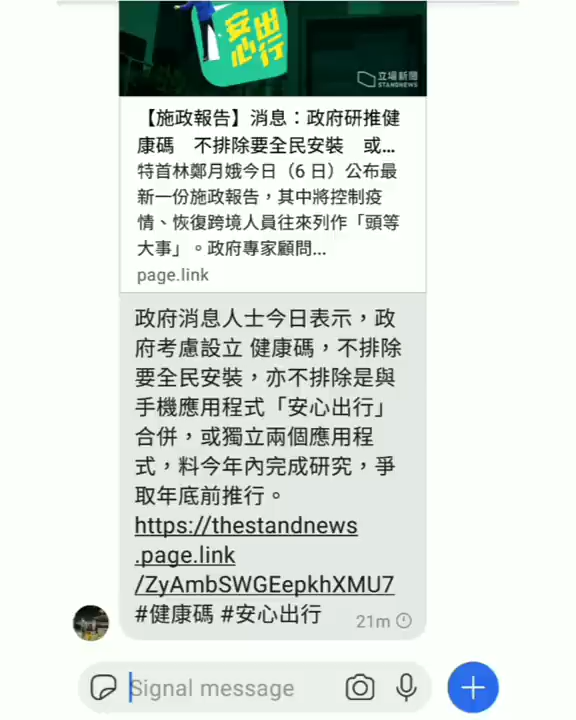 安心出行
立場新聞
STANDNEWS
【施政報告】消息：政府研推健
康碼　不排除要全民安裝　或...
特首林鄭月娥今日（6 日）公布最
新一份施政報告，其中將控制疫
情、恢復跨境人員往來列作「頭等
大事」。政府專家顧問...
page.link
政府消息人士今日表示，政
府考慮設立 健康碼，不排除
要全民安裝，亦不排除是與
手機應用程式「安心出行」
合併，或獨立兩個應用程
式，料今年內完成研究，爭
取年底前推行。
https://thestandnews
.page.link
/ZyAmbSWGEepkhXMU7
#健康碼 #安心出行
21m
Signal message